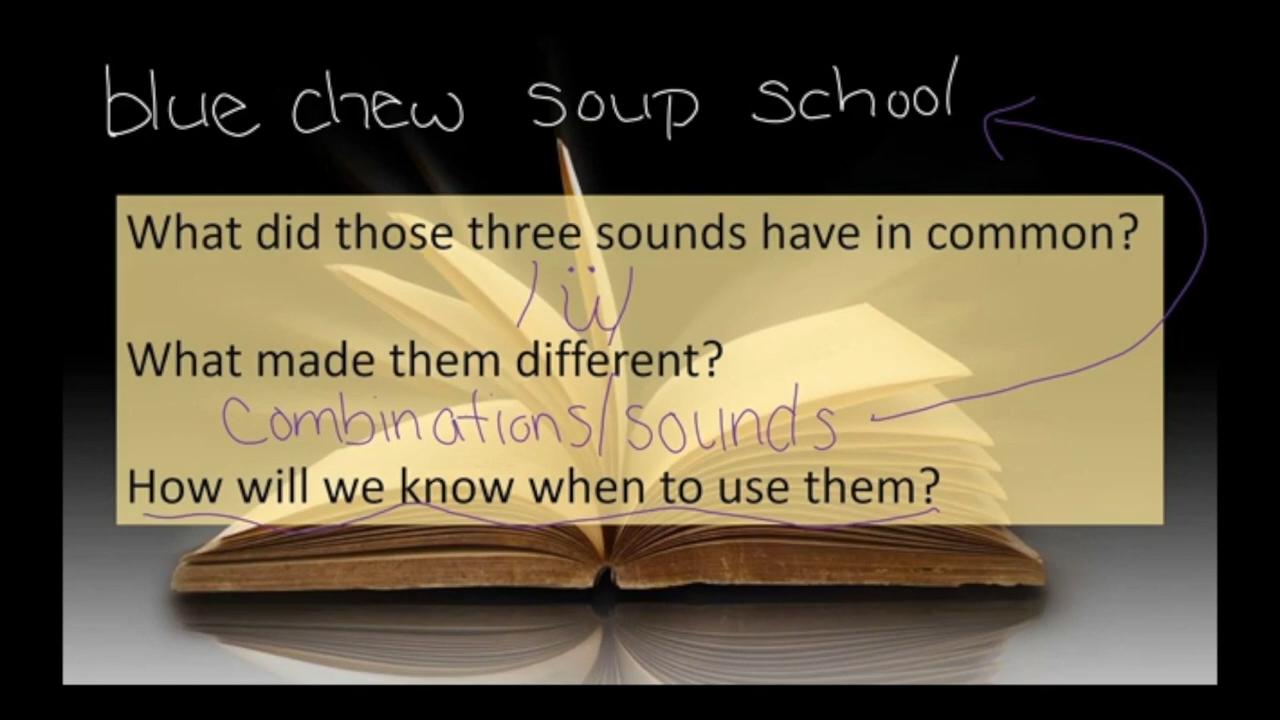 blue chew soup school
What did those three sounds have in common?
/ü/
What made them different?
Combinations/sounds
How will we know when to use them?